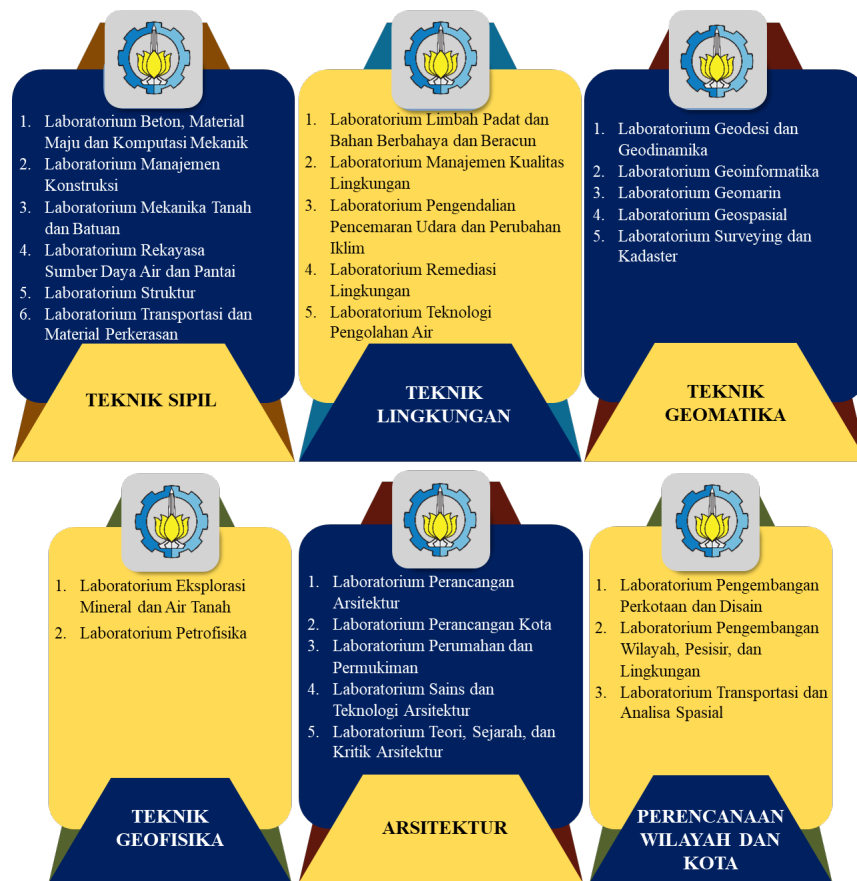 1. Laboratorium Beton, Material
Maju dan Komputasi Mekanik
2. Laboratorium Manajemen
Konstruksi
3. Laboratorium Mekanika Tanah
dan Batuan
4. Laboratorium Rekayasa
Sumber Daya Air dan Pantai
5. Laboratorium Struktur
6. Laboratorium Transportasi dan
Material Perkerasan
TEKNIK SIPIL
1. Laboratorium Limbah Padat dan
Bahan Berbahaya dan Beracun
2. Laboratorium Manajemen Kualitas
Lingkungan
3. Laboratorium Pengendalian
Pencemaran Udara dan Perubahan
Iklim
4. Laboratorium Remediasi
Lingkungan
5. Laboratorium Teknologi
Pengolahan Air
TEKNIK
LINGKUNGAN
1. Laboratorium Geodesi dan
Geodinamika
2. Laboratorium Geoinformatika
3. Laboratorium Geomarin
4. Laboratorium Geospasial
5. Laboratorium Surveying dan
Kadaster
TEKNIK
GEOMATIKA
1. Laboratorium Eksplorasi
Mineral dan Air Tanah
2. Laboratorium Petrofisika
TEKNIK
GEOFISIKA
1. Laboratorium Perancangan
Arsitektur
2. Laboratorium Perancangan Kota
3. Laboratorium Perumahan dan
Permukiman
4. Laboratorium Sains dan
Teknologi Arsitektur
5. Laboratorium Teori, Sejarah, dan
Kritik Arsitektur
ARSITEKTUR
1. Laboratorium Pengembangan
Perkotaan dan Disain
2. Laboratorium Pengembangan
Wilayah, Pesisir, dan
Lingkungan
3. Laboratorium Transportasi dan
Analisa Spasial
PERENCANAAN
WILAYAH DAN
KOTA